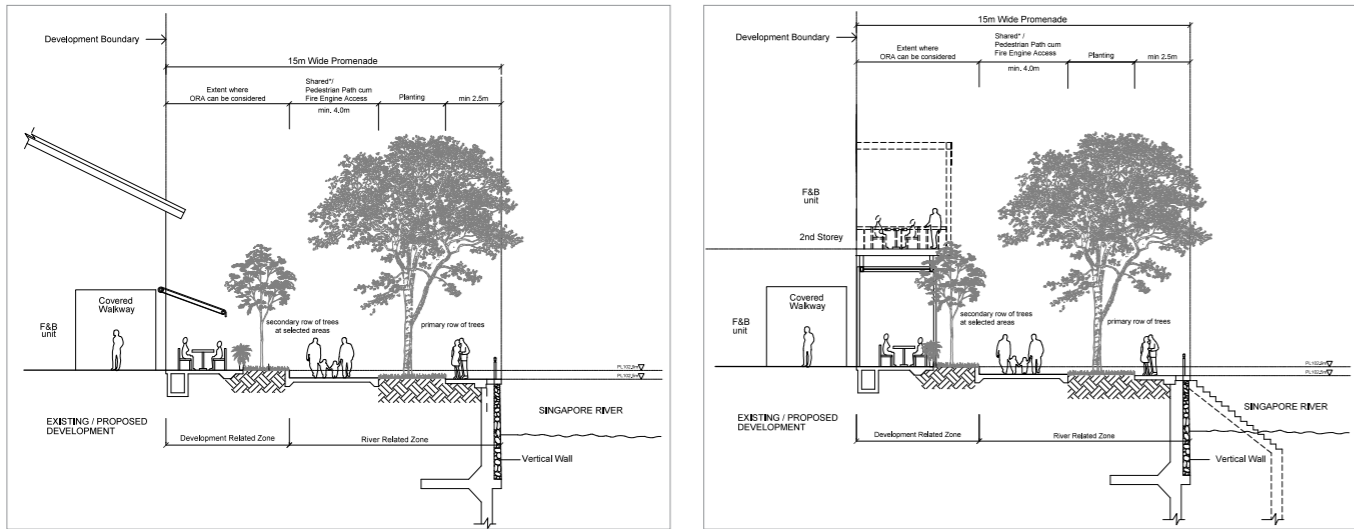 Development Boundary
15m Wide Promenade
Extent where
ORA can be considered
Shared*/
Pedestrian Path cum
Fire Engine Access
min. 4.0m
Planting
min 2.5m
Covered
Walkway
F&B
unit
secondary row of trees
at selected areas
primary row of trees
EXISTING / PROPOSED
DEVELOPMENT
SINGAPORE RIVER
Development Related Zone
River Related Zone
Vertical Wall
15m Wide Promenade
Development Boundary
Extent where
ORA can be considered
Shared* /
Pedestrian Path cum
Fire Engine Access
min. 4.0m
Planting
min 2.5m
F&B
unit
2nd Storey
Covered
Walkway
F&B
unit
secondary row of trees
at selected areas
primary row of trees
SINGAPORE RIVER
EXISTING / PROPOSED
DEVELOPMENT
Development Related Zone
River Related Zone
Vertical Wall